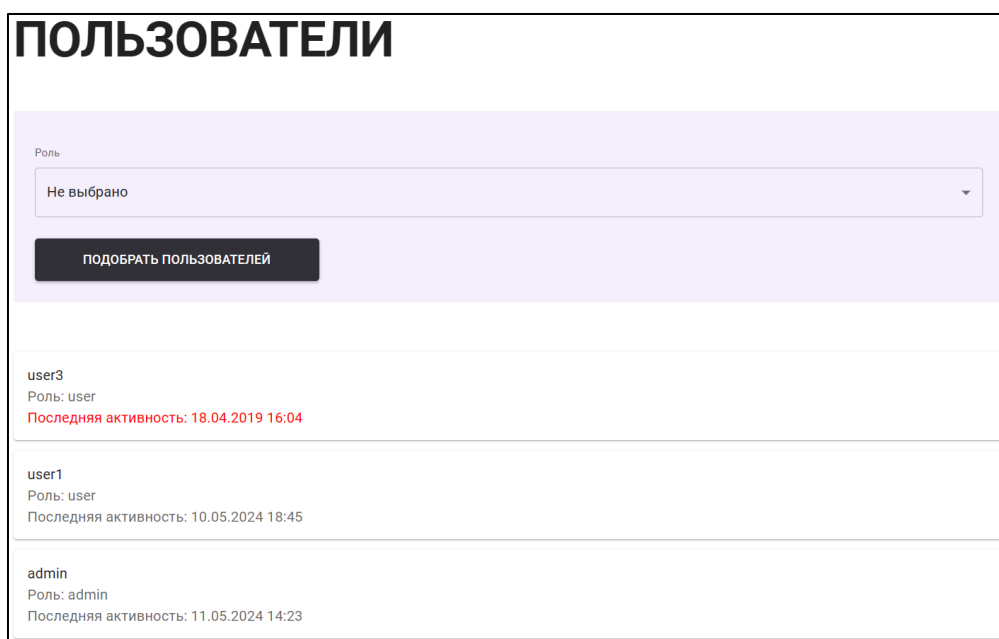 ПОЛЬЗОВАТЕЛИ
Роль
Не выбрано
ПОДОБРАТЬ ПОЛЬЗОВАТЕЛЕЙ
user3
Роль: user
Последняя активность: 18.04.2019 16:04
user1
Роль: user
Последняя активность: 10.05.2024 18:45
admin
Роль: admin
Последняя активность: 11.05.2024 14:23